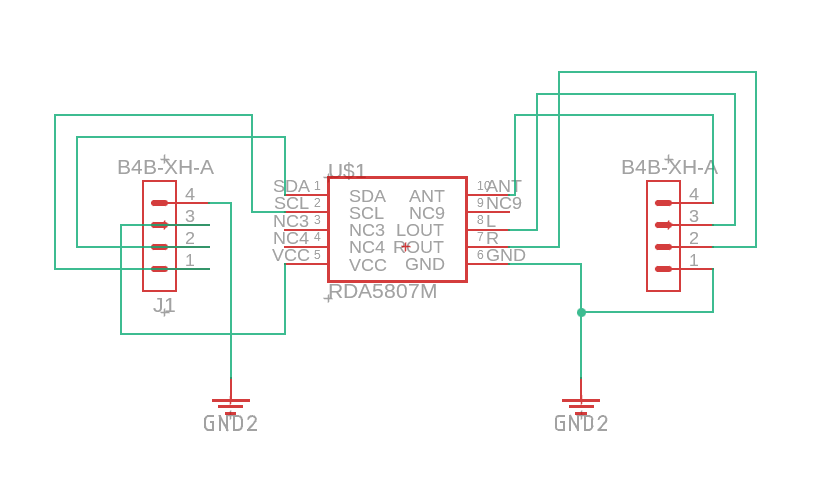 B4B-XH-A
4
3
2
1
J1
U$1
SDA 1
SCL 2
NC3 3
NC4 4
VCC 5
SDA ANT
SCL NC9
NC3 LOUT
NC4 ROUT
VCC GND
10 ANT
9 NC9
8 L
7 R
6 GND
RDA5807M
B4B-XH-A
4
3
2
1
GND2
GND2